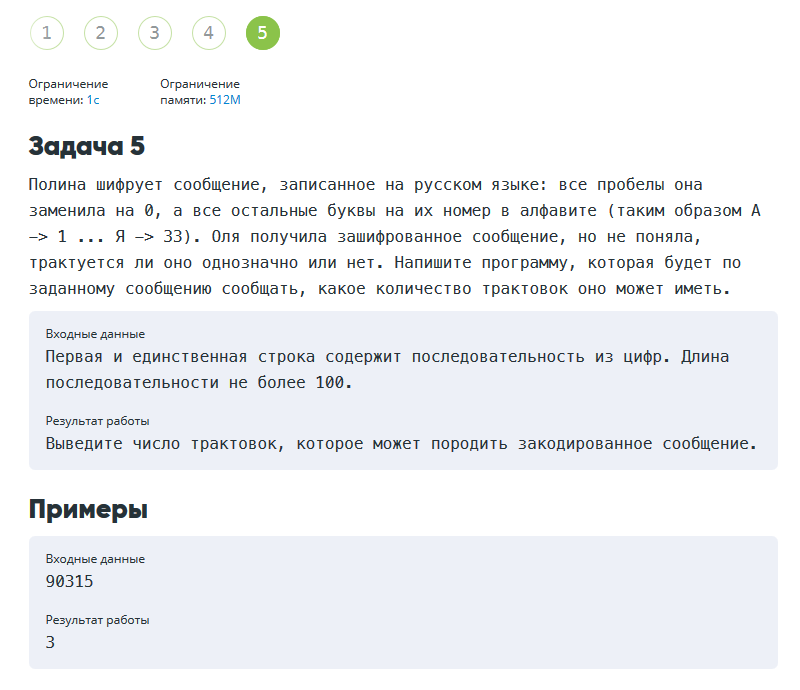 1 2 3 4 5
Ограничение Ограничение
времени: 1с памяти: 512M
Задача 5
Полина шифрует сообщение, записанное на русском языке: все пробелы она
заменила на 0, а все остальные буквы на их номер в алфавите (таким образом А
—> 1 ... Я —> 33). Оля получила зашифрованное сообщение, но не поняла,
трактуется ли оно однозначно или нет. Напишите программу, которая будет по
заданному сообщению сообщать, какое количество трактовок оно может иметь.
Входные данные
Первая и единственная строка содержит последовательность из цифр. Длина
последовательности не более 100.
Результат работы
Выведите число трактовок, которое может породить закодированное сообщение.
Примеры
Входные данные
90315
Результат работы
3